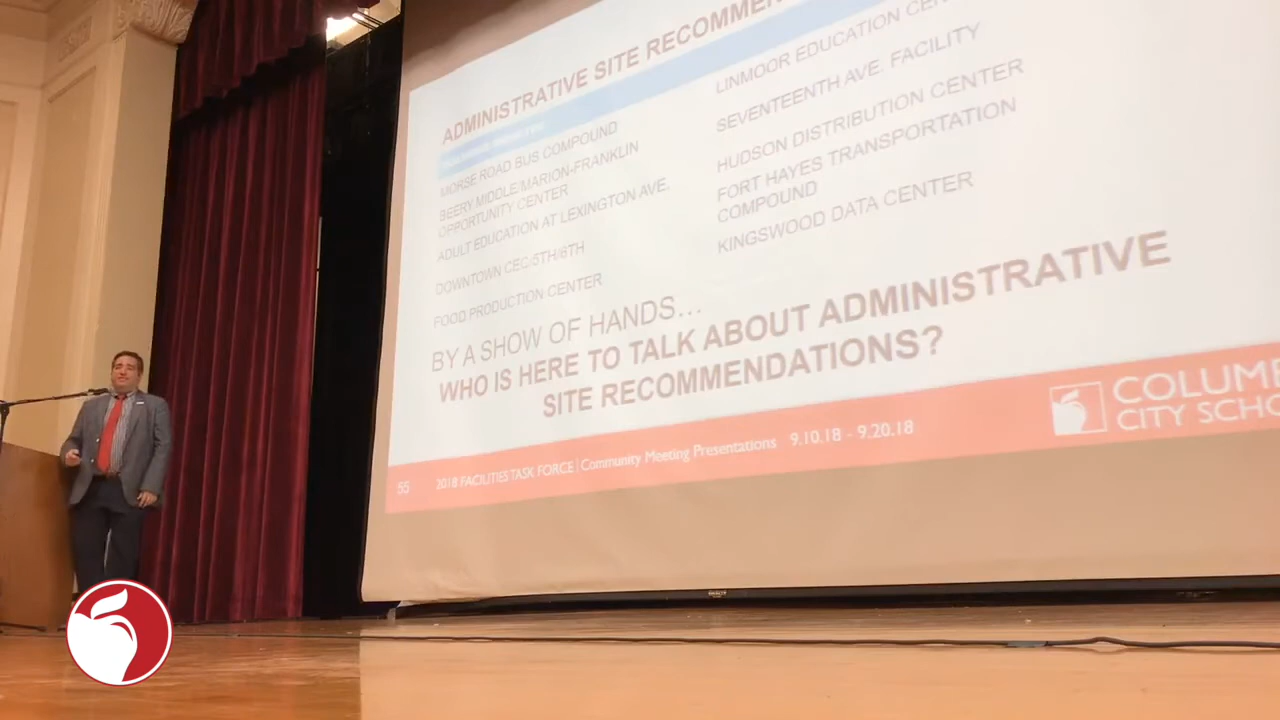 ADMINISTRATIVE SITE RECOMMEN
MORSE ROAD BUS COMPOUND
BEERY MIDDLE/MARION-FRANKLIN
OPPORTUNITY CENTER
ADULT EDUCATION AT LEXINGTON AVE.
DOWNTOWN CEC/5TH/6TH
FOOD PRODUCTION CENTER
LINMOOR EDUCATION CEN
SEVENTEENTH AVE. FACILITY
HUDSON DISTRIBUTION CENTER
FORT HAYES TRANSPORTATION
COMPOUND
KINGSWOOD DATA CENTER
BY A SHOW OF HANDS...
WHO IS HERE TO TALK ABOUT ADMINISTRATIVE
SITE RECOMMENDATIONS?
55 2018 FACILITIES TASK FORCE | Community Meeting Presentations 9.10.18 - 9.20.18
COLUMB
CITY SCHO